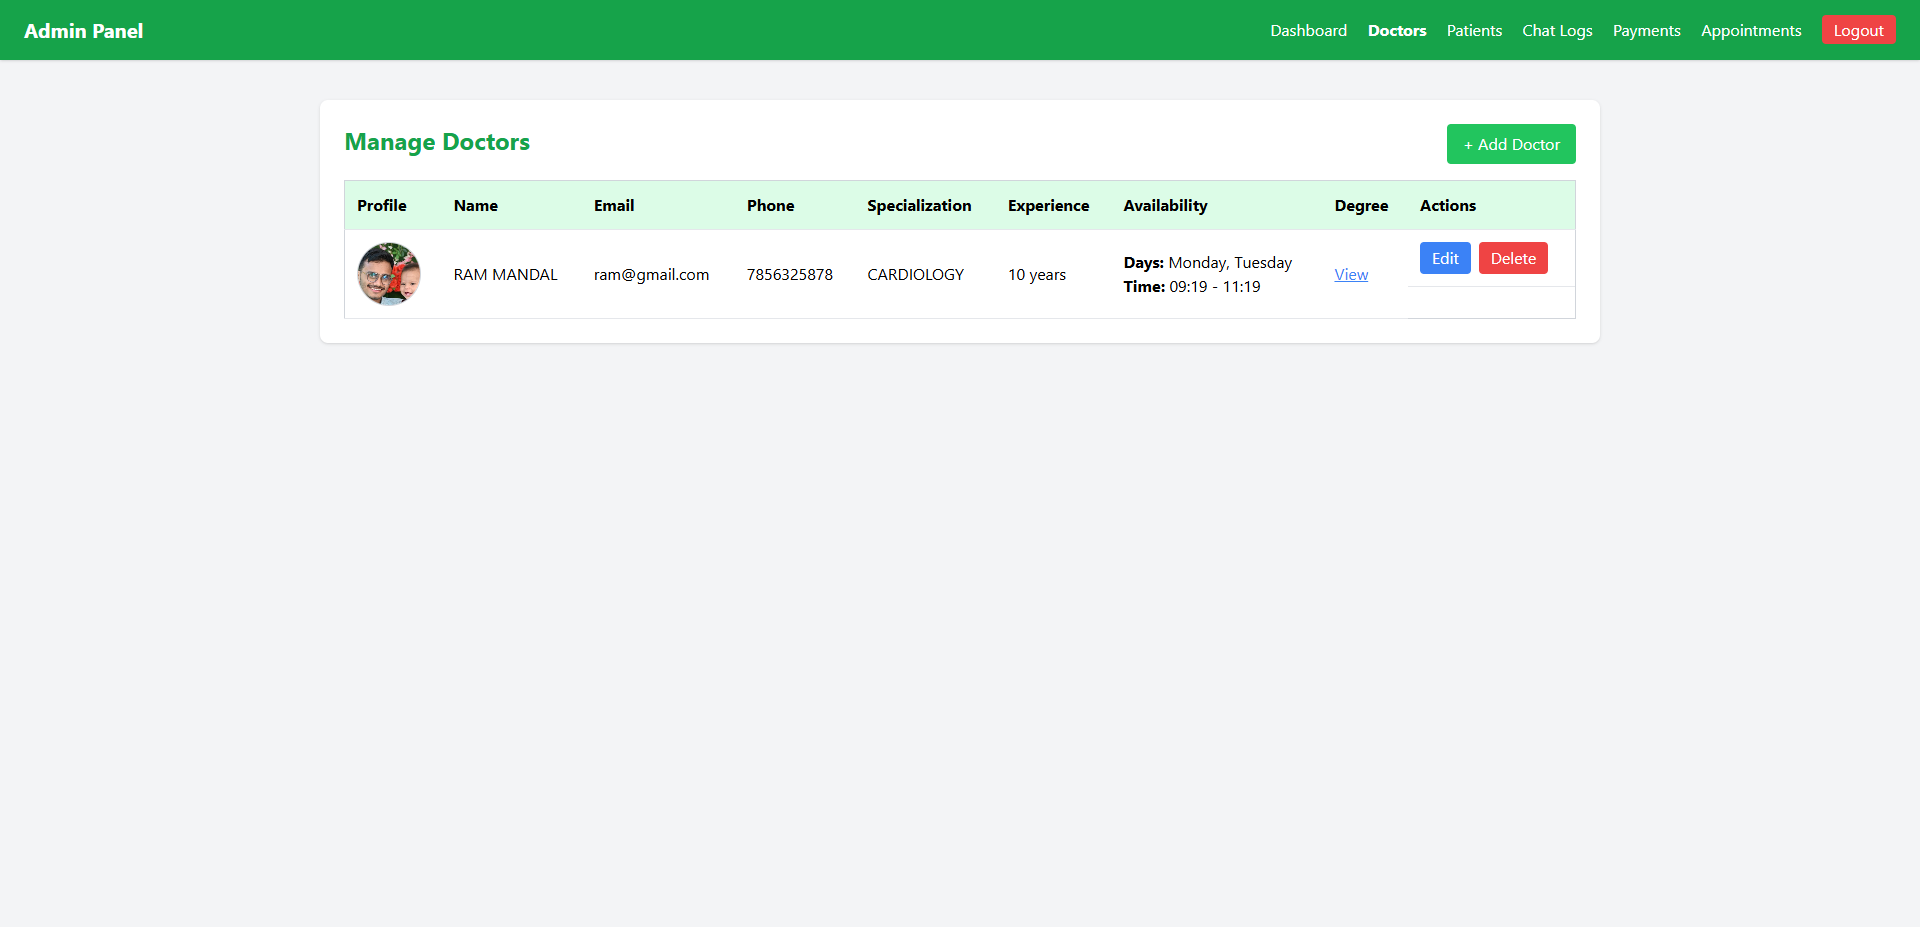 Admin Panel
Dashboard Doctors Patients Chat Logs Payments Appointments Logout
Manage Doctors
+ Add Doctor
Profile Name Email Phone Specialization Experience Availability Degree Actions
RAM MANDAL ram@gmail.com 7856325878 CARDIOLOGY 10 years Days: Monday, Tuesday
Time: 09:19 - 11:19
View Edit Delete